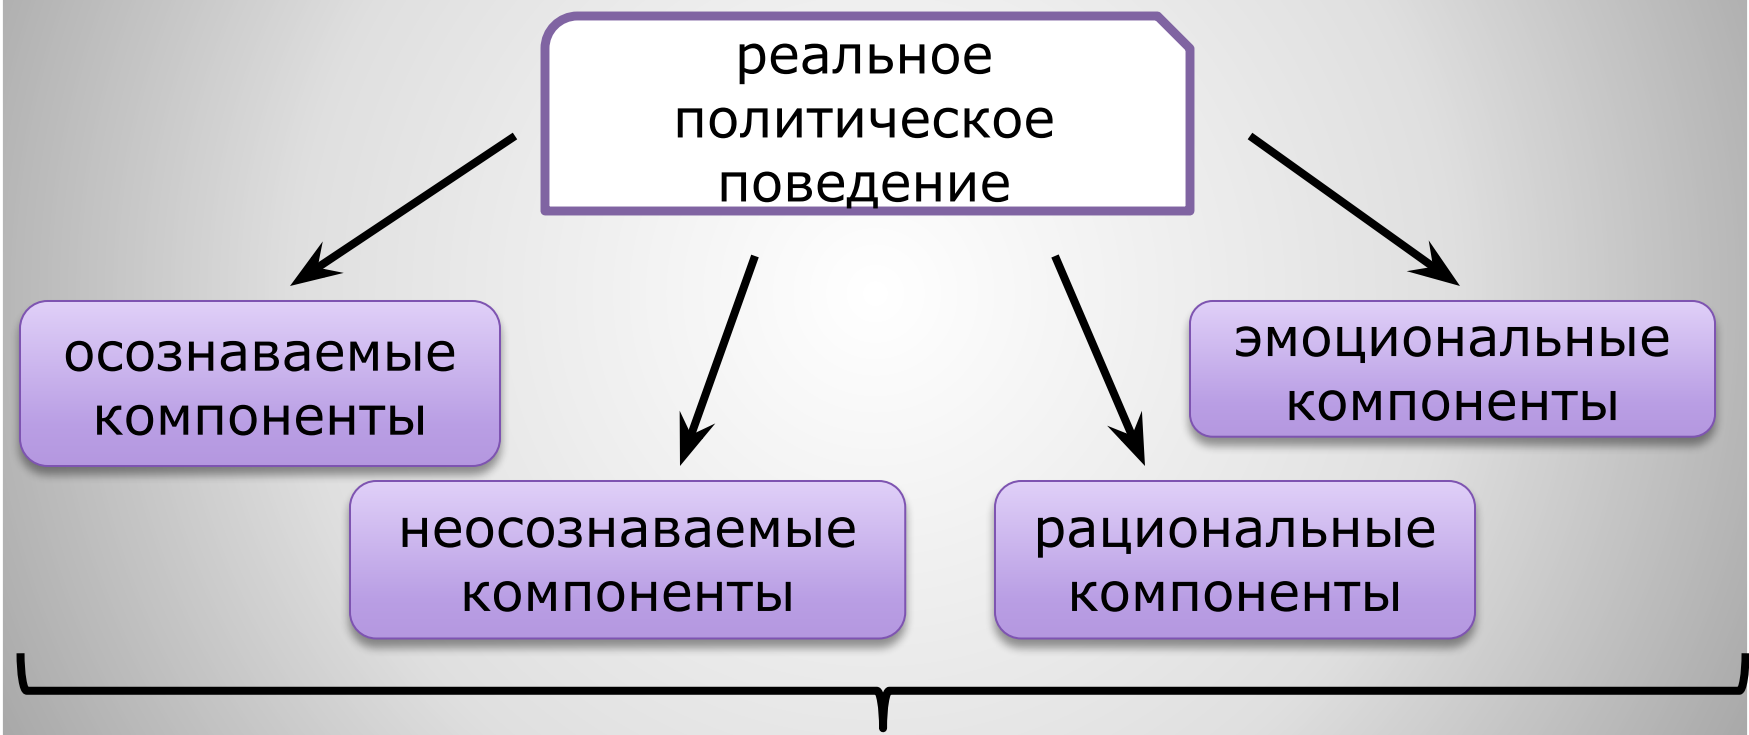 реальное
политическое
поведение
осознаваемые
компоненты
эмоциональные
компоненты
неосознаваемые
компоненты
рациональные
компоненты